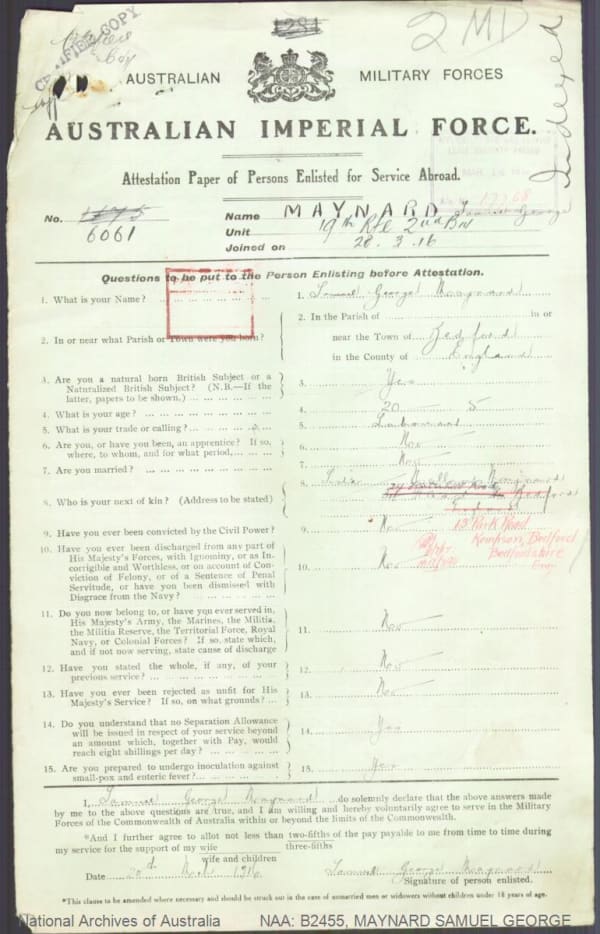 CERTIFIED COPY
1284
2 MD
Indexed
AUSTRALIAN MILITARY FORCES
AUSTRALIAN IMPERIAL FORCE.
Attestation Paper of Persons Enlisted for Service Abroad.
No. 1175
6061
Name MAYNARD Samuel George
Unit 19th Rfts 2nd Bn
Joined on 28.3.16
Questions to be put to the Person Enlisting before Attestation.
1. What is your Name? ...
1. Samuel George Maynard
2. In or near what Parish or Town were you born?
2. In the Parish of in or
near the Town of Bedford
in the County of England
3. Are you a natural born British Subject or a
Naturalized British Subject? (N.B.—If the
latter, papers to be shown.)
3. Yes
4. What is your age?
4. 20 5
5. What is your trade or calling?
5. Labourer
6. Are you, or have you been, an apprentice? If so,
where, to whom, and for what period
6. No
7. Are you married?
7. No
8. Who is your next of kin? (Address to be stated)
8. Maynard
Bedford
England
13 Park Road
Kempston, Bedford
Bedfordshire
Eng.
9. Have you ever been convicted by the Civil Power?
9. No
10. Have you ever been discharged from any part of
His Majesty's Forces, with Ignominy, or as In-
corrigible and Worthless, or on account of Con-
viction of Felony, or of a Sentence of Penal
Servitude, or have you been dismissed with
Disgrace from the Navy?
10. No
11. Do you now belong to, or have you ever served in,
His Majesty's Army, the Marines, the Militia,
the Militia Reserve, the Territorial Force, Royal
Navy, or Colonial Forces? If so, state which,
and if not now serving, state cause of discharge
11. No
12. Have you stated the whole, if any, of your
previous service?
12. No
13. Have you ever been rejected as unfit for His
Majesty's Service? If so, on what grounds?
13. No
14. Do you understand that no Separation Allowance
will be issued in respect of your service beyond
an amount which, together with Pay, would
reach eight shillings per day?
14. Yes
15. Are you prepared to undergo inoculation against
small-pox and enteric fever?
15. Yes
I, Samuel George Maynard do solemnly declare that the above answers made
by me to the above questions are true, and I am willing and hereby voluntarily agree to serve in the Military
Forces of the Commonwealth of Australia within or beyond the limits of the Commonwealth.
*And I further agree to allot not less than two-fifths of the pay payable to me from time to time during
three-fifths
my service for the support of my wife
wife and children
Date 1916
Samuel George Maynard
Signature of person enlisted.
*This clause to be amended where necessary and should be struck out in the case of unmarried men or widowers without children under 18 years of age.
National Archives of Australia NAA: B2455, MAYNARD SAMUEL GEORGE